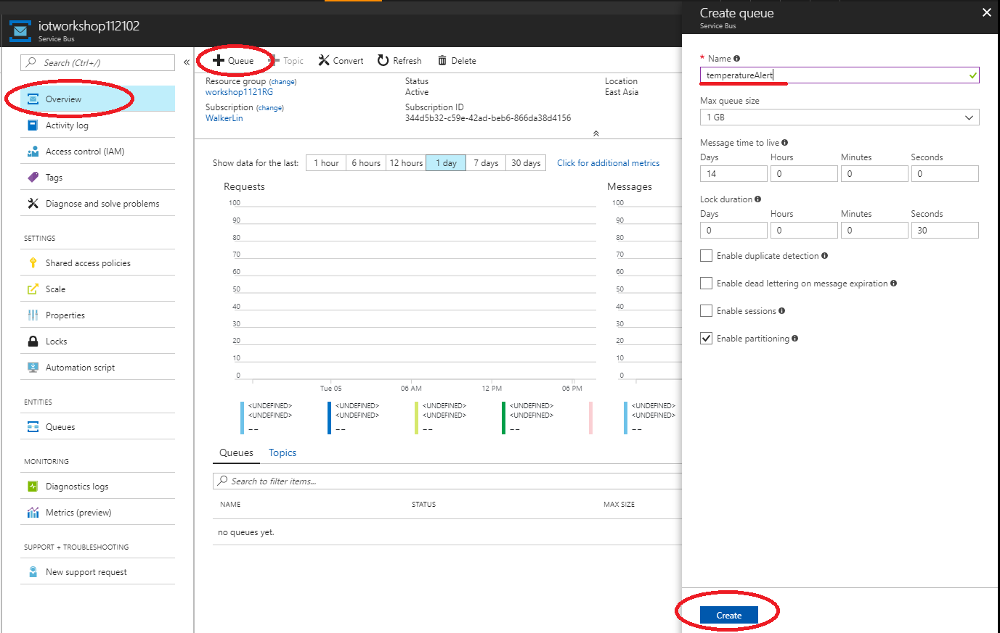 iotworkshop112102
Service Bus
Search (Ctrl+/)
Overview
Activity log
Access control (IAM)
Tags
Diagnose and solve problems
SETTINGS
Shared access policies
Scale
Properties
Locks
Automation script
ENTITIES
Queues
MONITORING
Diagnostics logs
Metrics (preview)
SUPPORT + TROUBLESHOOTING
New support request
Queue Topic Convert Refresh Delete
Resource group (change)
workshop1121RG
Subscription (change)
WalkerLin
Status
Active
Subscription ID
344d5b32-c59e-42ad-beb6-866da38d4156
Location
East Asia
Show data for the last: 1 hour 6 hours 12 hours 1 day 7 days 30 days Click for additional metrics
Requests
100
90
80
70
60
50
40
30
20
10
0
Tue 05 06 AM 12 PM 06 PM
<UNDEFINED> <UNDEFINED> <UNDEFINED> <UNDEFINED>
<UNDEFINED> <UNDEFINED> <UNDEFINED> <UNDEFINED>
-- -- -- --
Messages
100
90
80
70
60
50
40
30
20
10
0
<UNDEFINED>
<UNDEFINED>
--
Queues Topics
Search to filter items...
NAME STATUS MAX SIZE
no queues yet.
Create queue
Service Bus
* Name
temperatureAlert
Max queue size
1 GB
Message time to live
Days Hours Minutes Seconds
14 0 0 0
Lock duration
Days Hours Minutes Seconds
0 0 0 30
Enable duplicate detection
Enable dead lettering on message expiration
Enable sessions
Enable partitioning
Create